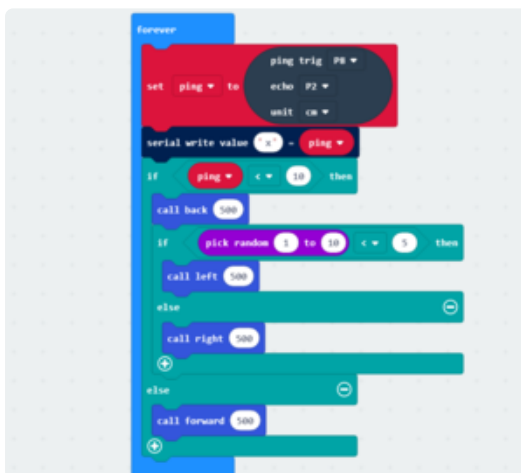 forever
ping trig P8
set ping to echo P2
unit cm
serial write value "x" = ping
if ping < 10 then
call back 500
if pick random 1 to 10 < 5 then
call left 500
else
call right 500
else
call forward 500